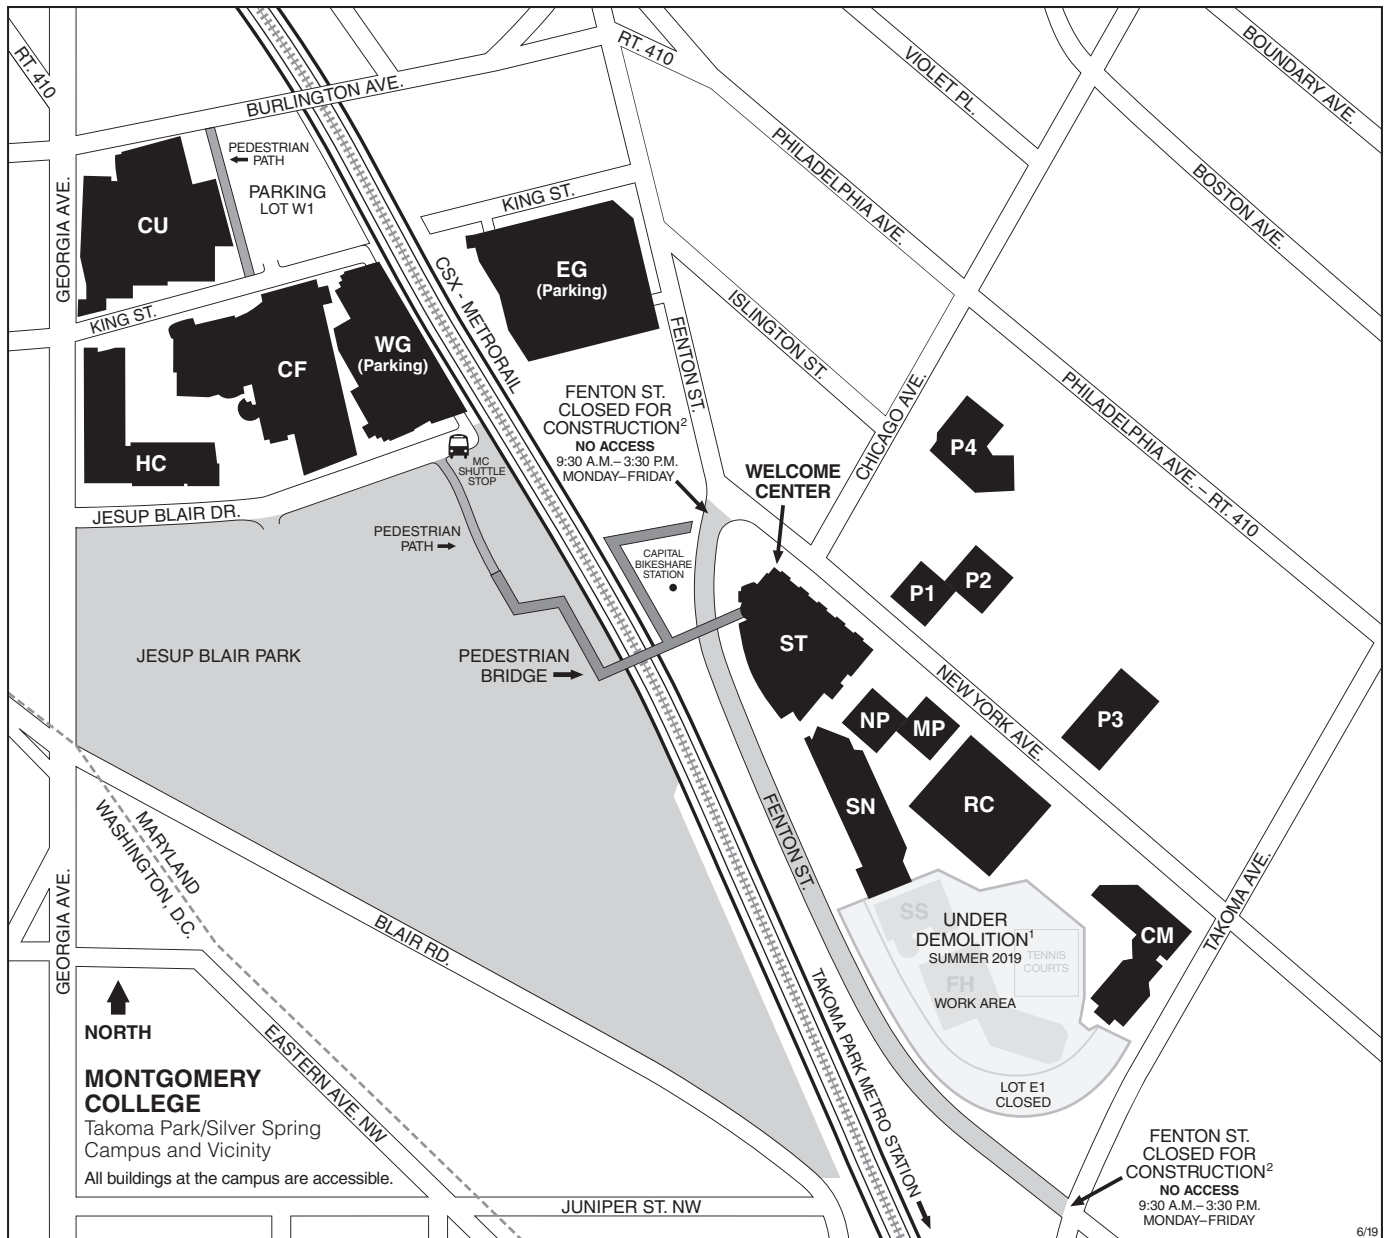 RT. 410
BURLINGTON AVE.
RT. 410
VIOLET PL.
BOUNDARY AVE.
PEDESTRIAN
PATH
PARKING
LOT W1
PHILADELPHIA AVE.
BOSTON AVE.
GEORGIA AVE.
CU
KING ST.
EG
(Parking)
CSX - METRORAIL
KING ST.
ISLINGTON ST.
FENTON ST.
CF
WG
(Parking)
FENTON ST.
CLOSED FOR
CONSTRUCTION2
NO ACCESS
9:30 A.M.– 3:30 P.M.
MONDAY–FRIDAY
CHICAGO AVE.
PHILADELPHIA AVE. – RT. 410
P4
HC
MC
SHUTTLE
STOP
WELCOME
CENTER
JESUP BLAIR DR.
PEDESTRIAN
PATH
CAPITAL
BIKESHARE
STATION
P1
P2
ST
JESUP BLAIR PARK
PEDESTRIAN
BRIDGE
NEW YORK AVE.
NP
MP
P3
SN
RC
FENTON ST.
MARYLAND
WASHINGTON, D.C.
GEORGIA AVE.
BLAIR RD.
SS
UNDER
DEMOLITION1
SUMMER 2019
TENNIS
COURTS
FH
WORK AREA
CM
TAKOMA AVE.
LOT E1
CLOSED
TAKOMA PARK METRO STATION
NORTH
EASTERN AVE. NW
MONTGOMERY
COLLEGE
Takoma Park/Silver Spring
Campus and Vicinity
All buildings at the campus are accessible.
JUNIPER ST. NW
FENTON ST.
CLOSED FOR
CONSTRUCTION2
NO ACCESS
9:30 A.M.– 3:30 P.M.
MONDAY–FRIDAY
6/19